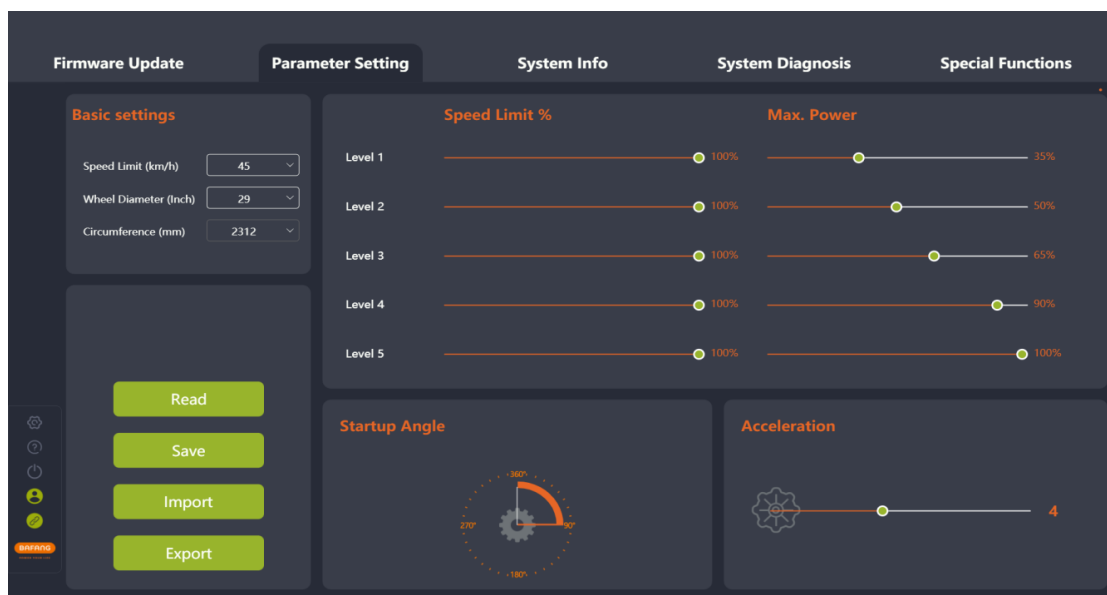 Firmware Update
Parameter Setting
System Info
System Diagnosis
Special Functions
Basic settings
Speed Limit (km/h)
45
Wheel Diameter (Inch)
29
Circumference (mm)
2312
Speed Limit %
Max. Power
Level 1
100%
35%
Level 2
100%
50%
Level 3
100%
65%
Level 4
100%
90%
Level 5
100%
100%
Read
Save
Import
Export
BAFANG
Startup Angle
360°
270°
90°
180°
Acceleration
4